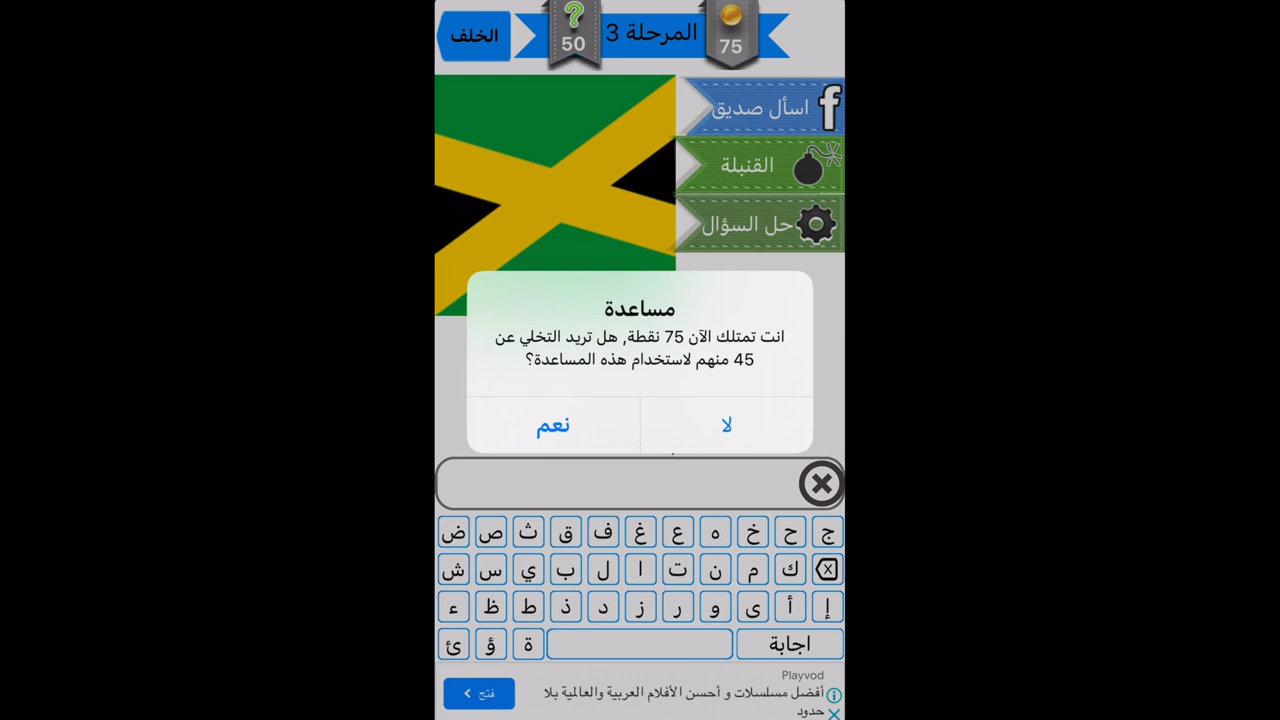 الخلف
50
المرحلة 3
75
اسأل صديق
القنبلة
حل السؤال
مساعدة
انت تمتلك الآن 75 نقطة, هل تريد التخلي عن
45 منهم لاستخدام هذه المساعدة؟
نعم
لا
ض ص ث ق ف غ ع ه خ ح ج
ش س ي ب ل ا ت ن م ك
ء ظ ط ذ د ز ر و ى أ إ
ئ ؤ ة اجابة
Playvod
أفضل مسلسلات و أحسن الأفلام العربية والعالمية بلا
حدود
فتح